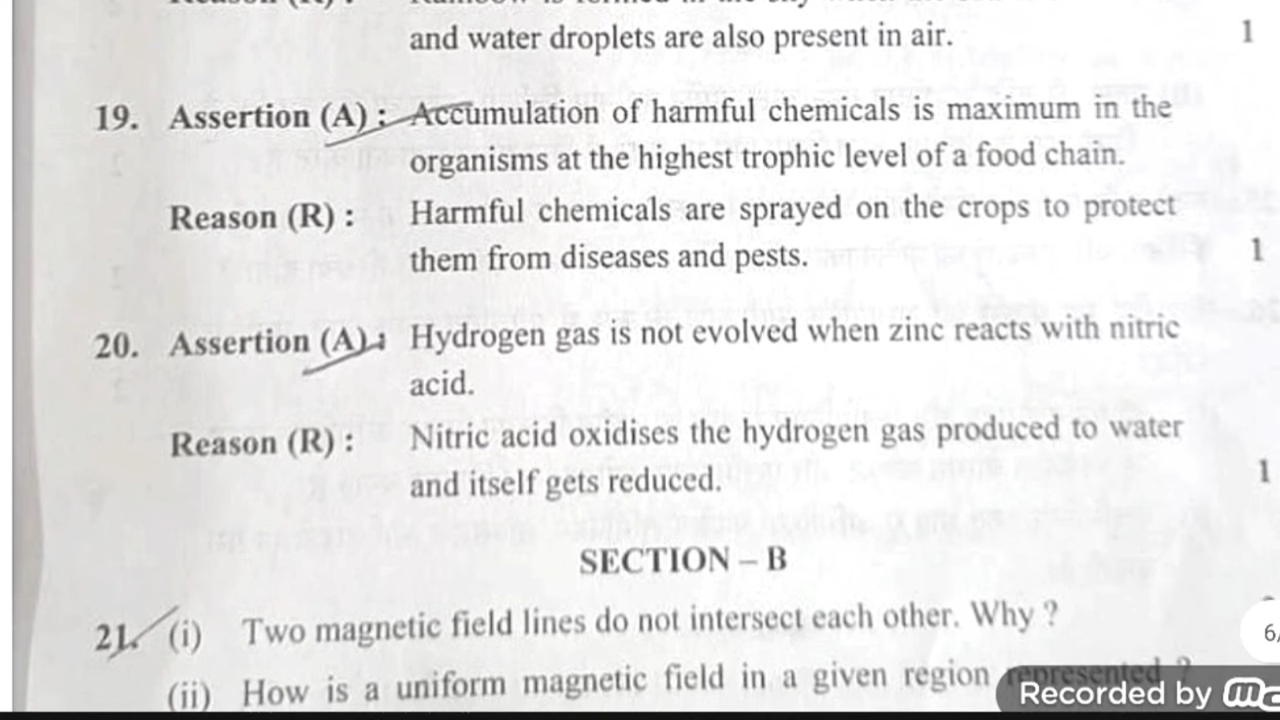 and water droplets are also present in air. 1
19. Assertion (A) : Accumulation of harmful chemicals is maximum in the
organisms at the highest trophic level of a food chain.
Reason (R) : Harmful chemicals are sprayed on the crops to protect
them from diseases and pests. 1
20. Assertion (A) : Hydrogen gas is not evolved when zinc reacts with nitric
acid.
Reason (R) : Nitric acid oxidises the hydrogen gas produced to water
and itself gets reduced. 1
SECTION – B
21. (i) Two magnetic field lines do not intersect each other. Why ?
(ii) How is a uniform magnetic field in a given region represented ?
6/
Recorded by